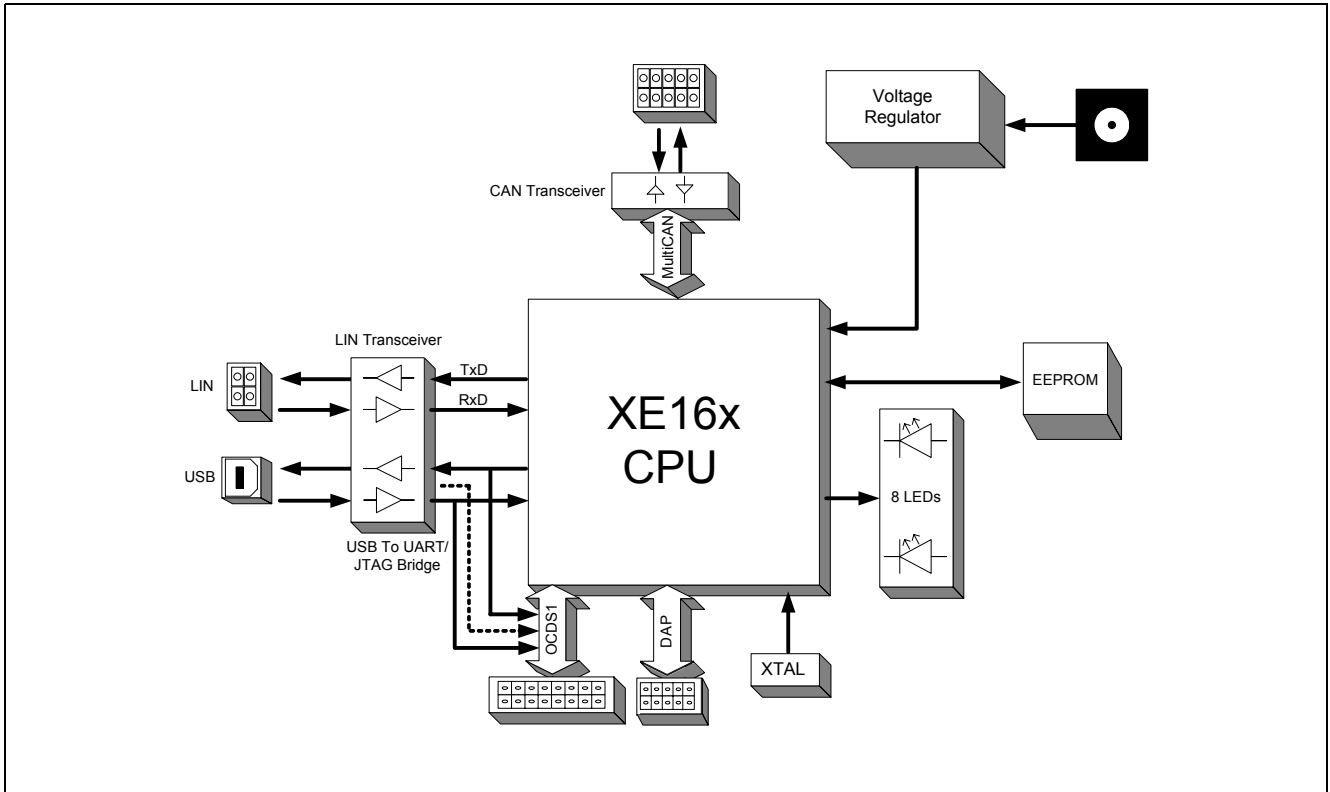 Voltage
Regulator
CAN Transceiver
MultiCAN
LIN Transceiver
LIN
TxD
RxD
XE16x
CPU
EEPROM
USB
8 LEDs
USB To UART/
JTAG Bridge
OCDS1
DAP
XTAL